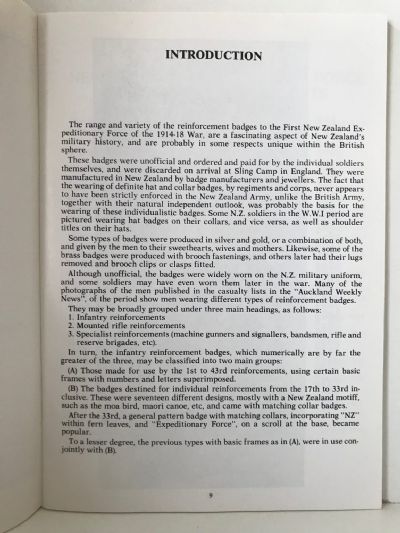 INTRODUCTION
The range and variety of the reinforcement badges to the First New Zealand Ex-
peditionary Force of the 1914-18 War, are a fascinating aspect of New Zealand's
military history, and are probably in some respects unique within the British
sphere.
These badges were unofficial and ordered and paid for by the individual soldiers
themselves, and were discarded on arrival at Sling Camp in England. They were
manufactured in New Zealand by badge manufacturers and jewellers. The fact that
the wearing of definite hat and collar badges, by regiments and corps, never appears
to have been strictly enforced in the New Zealand Army, unlike the British Army,
together with their natural independent outlook, was probably the basis for the
wearing of these individualistic badges. Some N.Z. soldiers in the W.W.I period are
pictured wearing hat badges on their collars, and vice versa, as well as shoulder
titles on their hats.
Some types of badges were produced in silver and gold, or a combination of both,
and given by the men to their sweethearts, wives and mothers. Likewise, some of the
brass badges were produced with brooch fastenings, and others later had their lugs
removed and brooch clips or clasps fitted.
Although unofficial, the badges were widely worn on the N.Z. military uniform,
and some soldiers may have even worn them later in the war. Many of the
photographs of the men published in the casualty lists in the "Auckland Weekly
News", of the period show men wearing different types of reinforcement badges.
They may be broadly grouped under three main headings, as follows:
1. Infantry reinforcements
2. Mounted rifle reinforcements
3. Specialist reinforcements (machine gunners and signallers, bandsmen, rifle and
reserve brigades, etc).
In turn, the infantry reinforcement badges, which numerically are by far the
greater of the three, may be classified into two main groups:
(A) Those made for use by the 1st to 43rd reinforcements, using certain basic
frames with numbers and letters superimposed.
(B) The badges destined for individual reinforcements from the 17th to 33rd in-
clusive. These were seventeen different designs, mostly with a New Zealand motiff,
such as the moa bird, maori canoe, etc, and came with matching collar badges.
After the 33rd, a general pattern badge with matching collars, incorporating "NZ"
within fern leaves, and "Expeditionary Force", on a scroll at the base, became
popular.
To a lesser degree, the previous types with basic frames as in (A), were in use con-
jointly with (B).
9